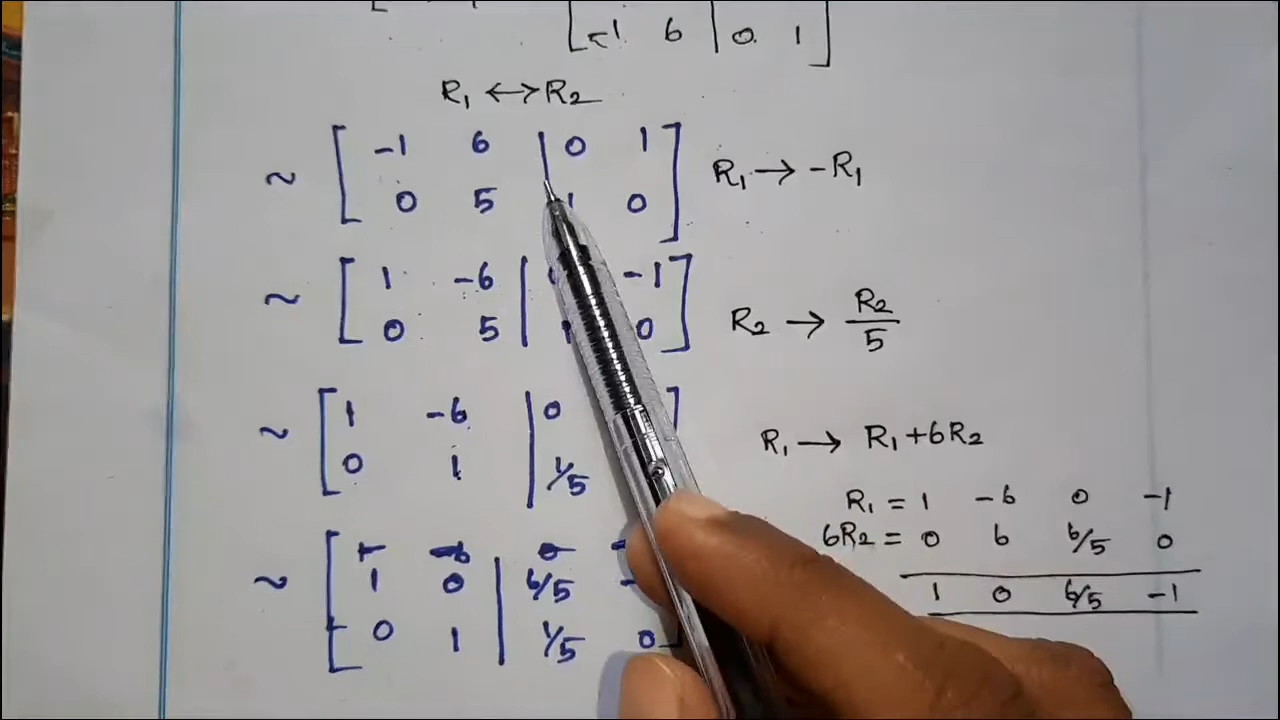 -1 6 | 0 1
R₁ ↔ R₂
~ [ -1 6 | 0 1 ] R₁ → -R₁
0 5 | 1 0
~ [ 1 -6 | -1 ] R₂ → R₂/5
0 5 | 1 0
~ [ 1 -6 | 0 ] R₁ → R₁+6R₂
0 1 | 1/5
R₁ = 1 -6 0 -1
6R₂ = 0 6 6/5 0
1 0 6/5 -1
~ [ 1 0 | 6/5 -
0 1 | 1/5 0 ]